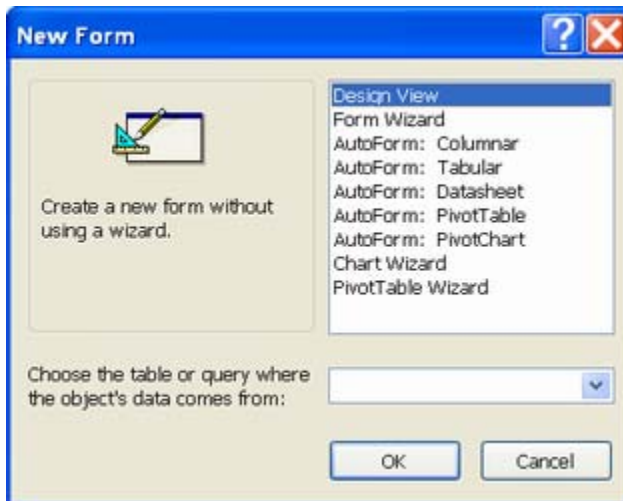 New Form
Create a new form without
using a wizard.
Design View
Form Wizard
AutoForm: Columnar
AutoForm: Tabular
AutoForm: Datasheet
AutoForm: PivotTable
AutoForm: PivotChart
Chart Wizard
PivotTable Wizard
Choose the table or query where
the object's data comes from:
OK
Cancel